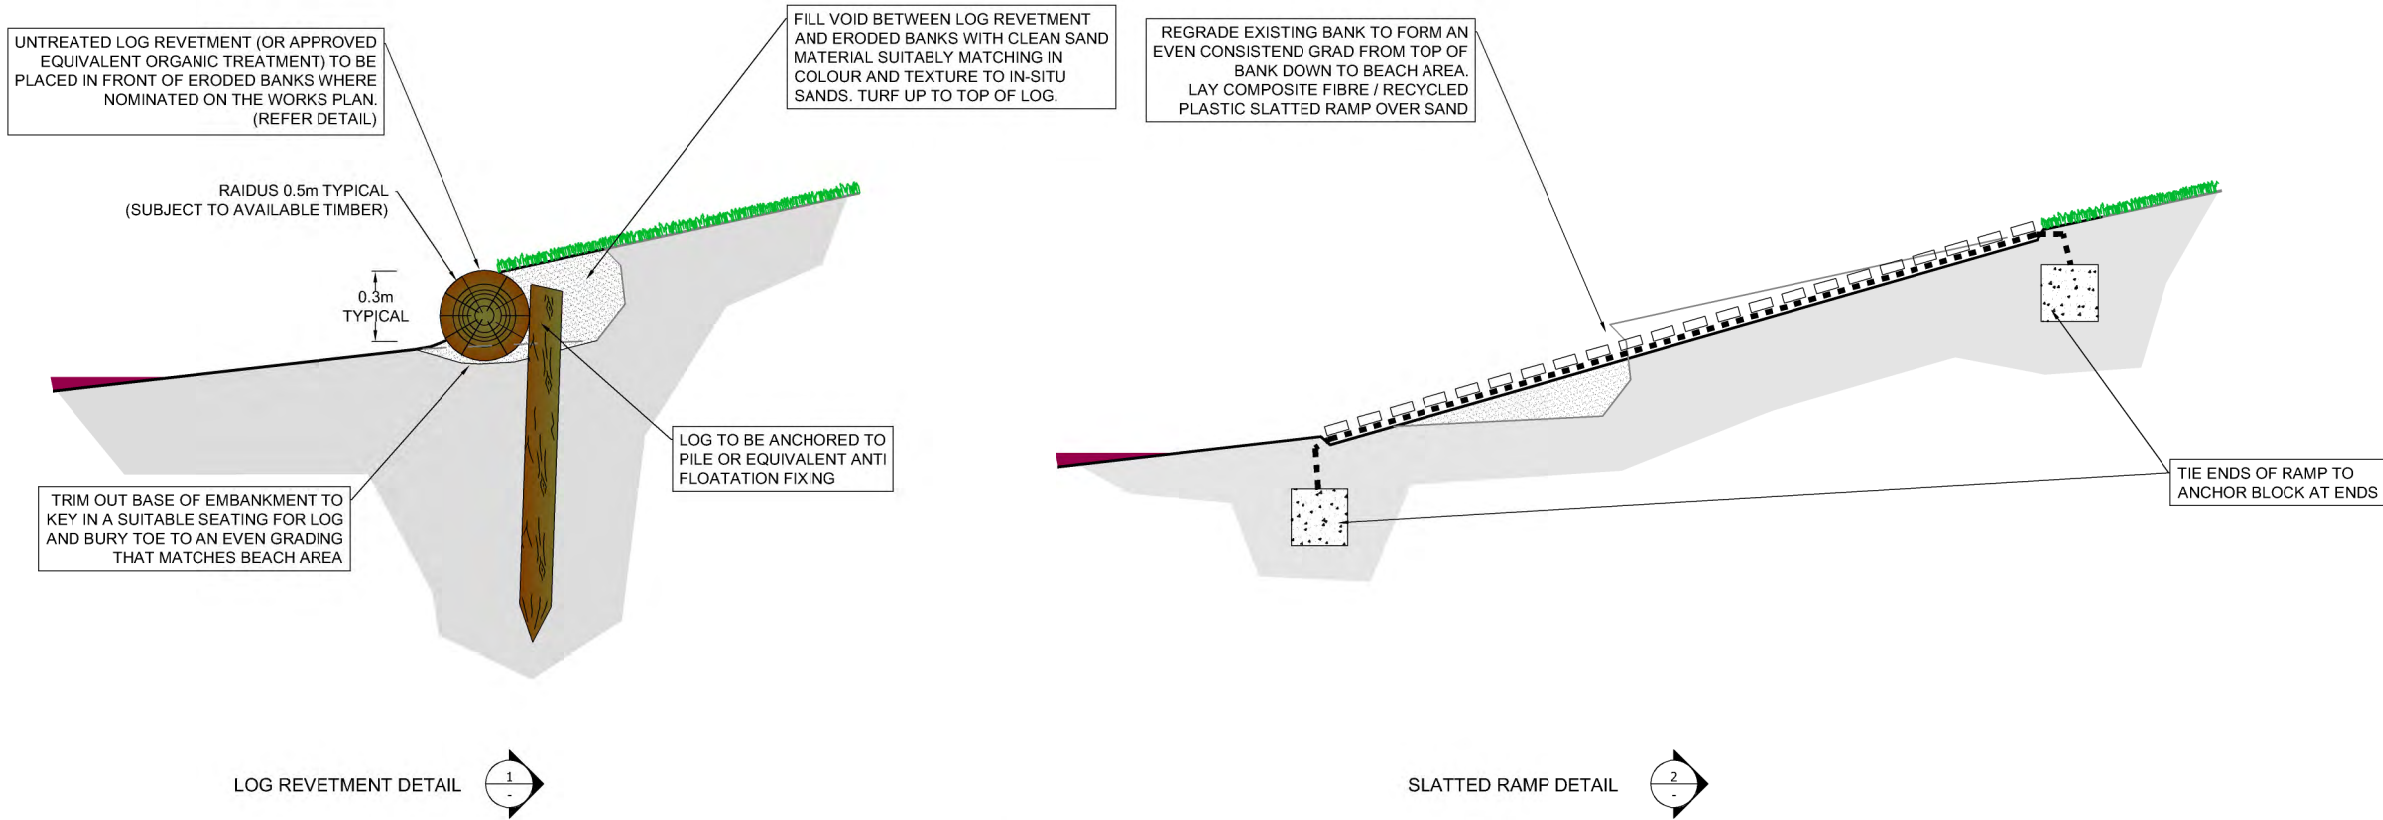 UNTREATED LOG REVETMENT (OR APPROVED
EQUIVALENT ORGANIC TREATMENT) TO BE
PLACED IN FRONT OF ERODED BANKS WHERE
NOMINATED ON THE WORKS PLAN.
(REFER DETAIL)
FILL VOID BETWEEN LOG REVETMENT
AND ERODED BANKS WITH CLEAN SAND
MATERIAL SUITABLY MATCHING IN
COLOUR AND TEXTURE TO IN-SITU
SANDS. TURF UP TO TOP OF LOG.
RAIDUS 0.5m TYPICAL
(SUBJECT TO AVAILABLE TIMBER)
0.3m
TYPICAL
LOG TO BE ANCHORED TO
PILE OR EQUIVALENT ANTI
FLOATATION FIXING
TRIM OUT BASE OF EMBANKMENT TO
KEY IN A SUITABLE SEATING FOR LOG
AND BURY TOE TO AN EVEN GRADING
THAT MATCHES BEACH AREA
LOG REVETMENT DETAIL
1
-
REGRADE EXISTING BANK TO FORM AN
EVEN CONSISTEND GRAD FROM TOP OF
BANK DOWN TO BEACH AREA.
LAY COMPOSITE FIBRE / RECYCLED
PLASTIC SLATTED RAMP OVER SAND
TIE ENDS OF RAMP TO
ANCHOR BLOCK AT ENDS
SLATTED RAMP DETAIL
2
-